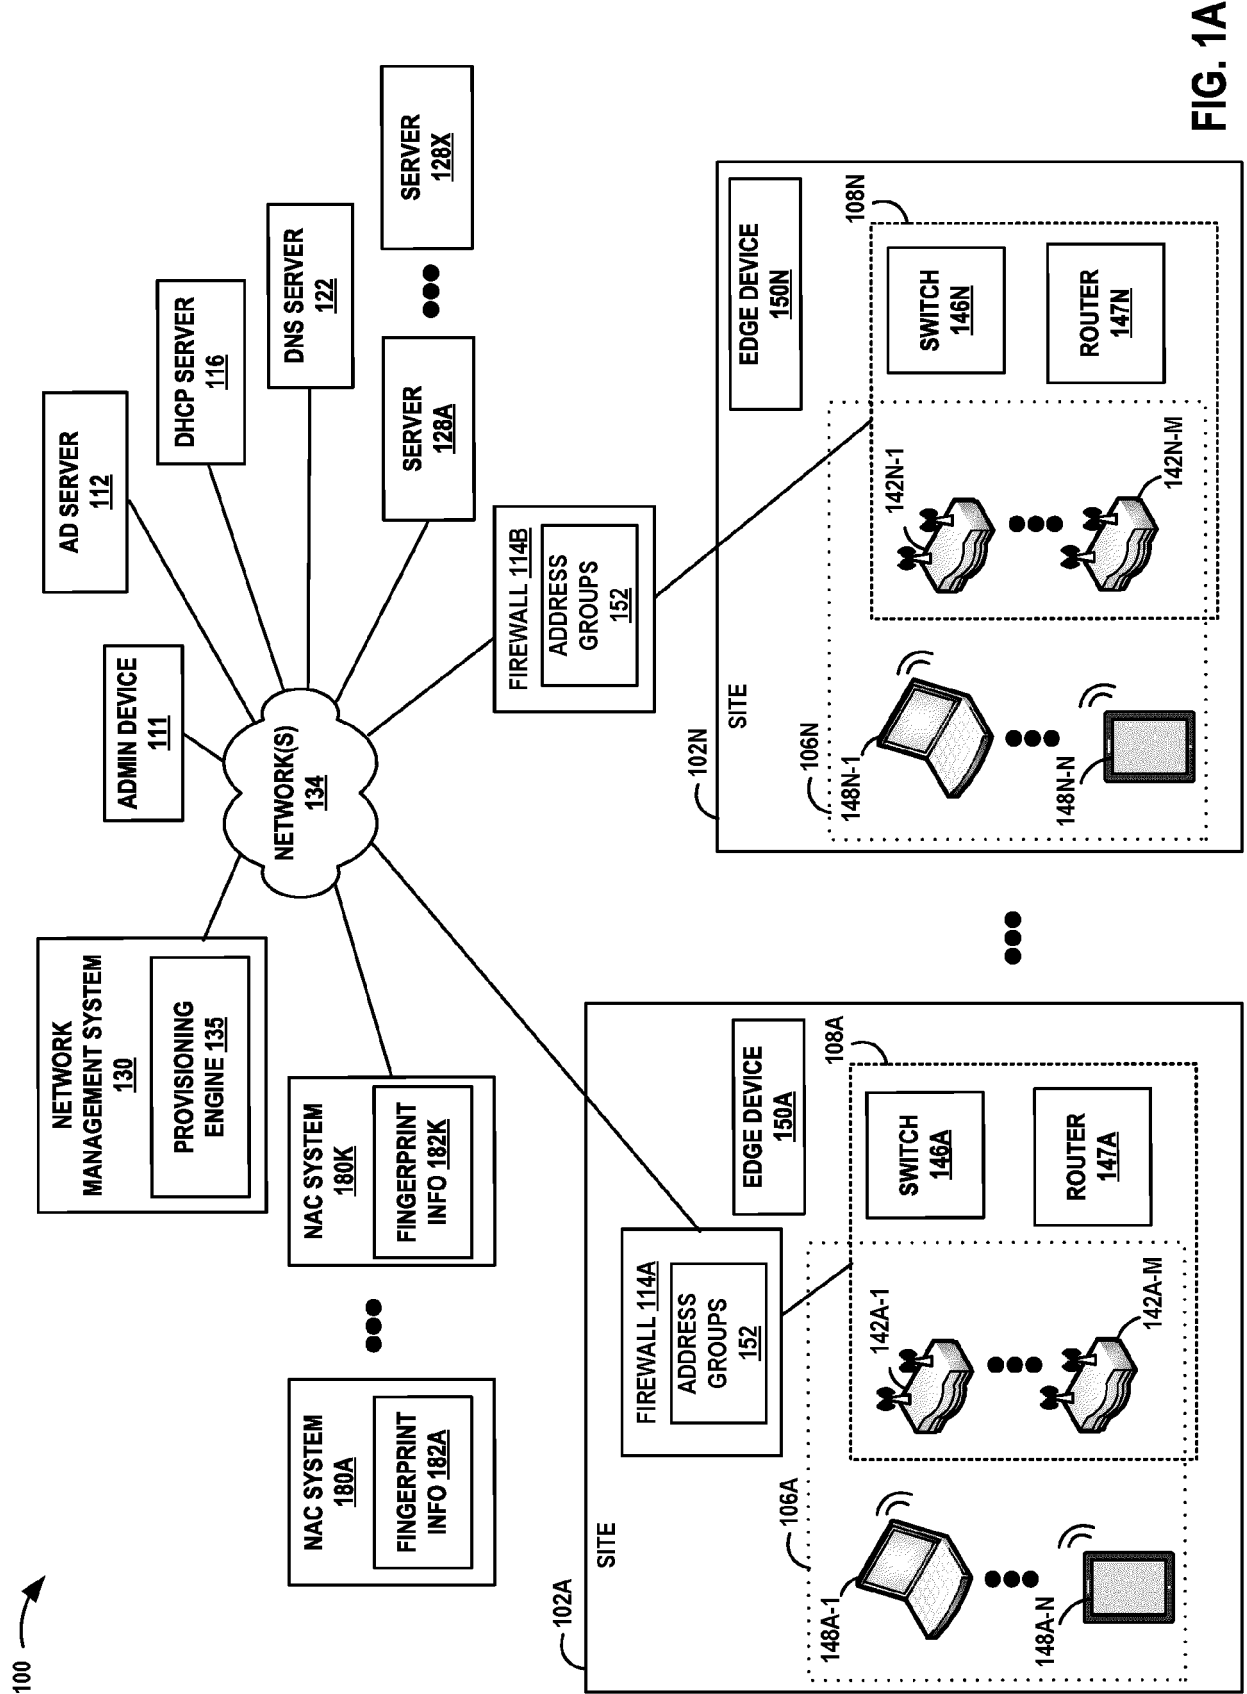 100
NETWORK
MANAGEMENT SYSTEM
130
PROVISIONING
ENGINE 135
ADMIN DEVICE
111
AD SERVER
112
DHCP SERVER
116
DNS SERVER
122
SERVER
128A
SERVER
128X
NETWORK(S)
134
NAC SYSTEM
180A
FINGERPRINT
INFO 182A
NAC SYSTEM
180K
FINGERPRINT
INFO 182K
FIREWALL 114B
ADDRESS
GROUPS
152
102A
SITE
FIREWALL 114A
ADDRESS
GROUPS
152
EDGE DEVICE
150A
106A
108A
148A-1
142A-1
SWITCH
146A
148A-N
142A-M
ROUTER
147A
102N
SITE
EDGE DEVICE
150N
106N
108N
148N-1
142N-1
SWITCH
146N
148N-N
142N-M
ROUTER
147N
FIG. 1A